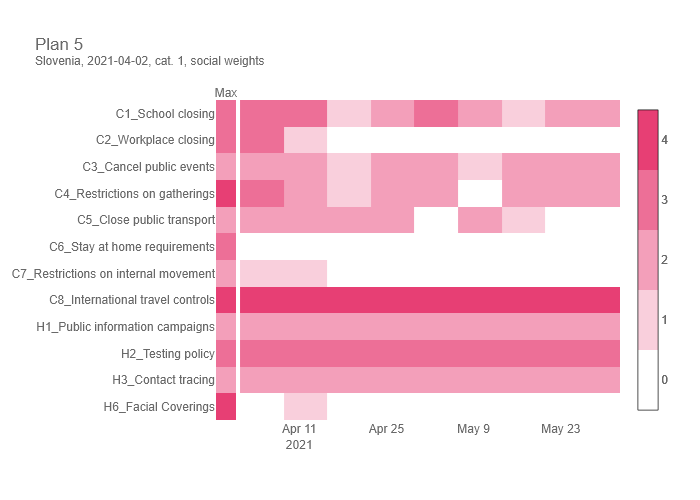 Plan 5
Slovenia, 2021-04-02, cat. 1, social weights
Max
C1_School closing
C2_Workplace closing
C3_Cancel public events
C4_Restrictions on gatherings
C5_Close public transport
C6_Stay at home requirements
C7_Restrictions on internal movement
C8_International travel controls
H1_Public information campaigns
H2_Testing policy
H3_Contact tracing
H6_Facial Coverings
Apr 11
2021
Apr 25
May 9
May 23
4
3
2
1
0